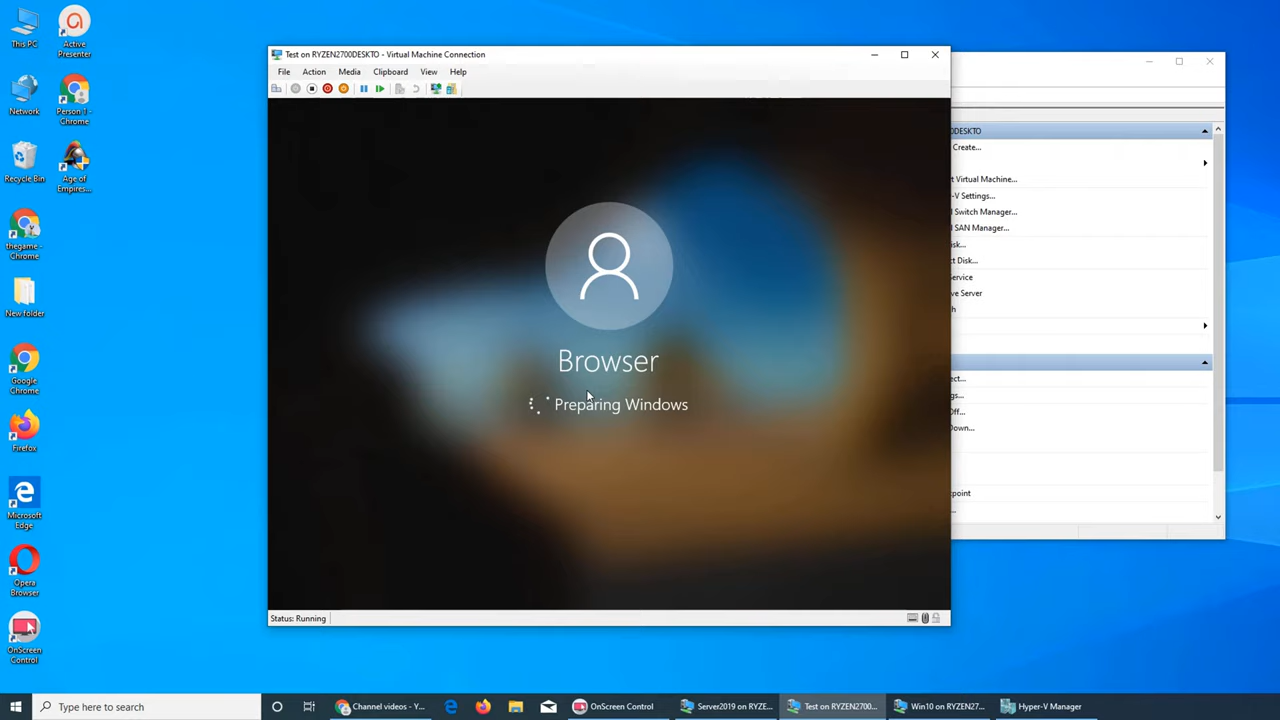 This PC
Active
Presenter
Network
Person 1 -
Chrome
Recycle Bin
Age of
Empires...
thegame -
Chrome
New folder
Google
Chrome
Firefox
Microsoft
Edge
Opera
Browser
OnScreen
Control
Test on RYZEN2700DESKTO - Virtual Machine Connection
File Action Media Clipboard View Help
Browser
Preparing Windows
Status: Running
Create...
Virtual Machine...
-V Settings...
Switch Manager...
SAN Manager...
isk...
ct Disk...
Service
ve Server
ect...
gs...
Off...
Down...
point
Type here to search
Channel videos - Y...
OnScreen Control
Server2019 on RYZE...
Test on RYZEN2700...
Win10 on RYZEN27...
Hyper-V Manager